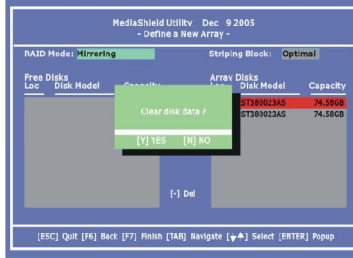 MediaShield Utility Dec 9 2005
- Define a New Array -
RAID Mode: Mirroring Striping Block: Optimal
Free Disks Array Disks
Loc Disk Model Capacity Loc Disk Model Capacity
ST380023AS 74.58GB
ST380023AS 74.58GB
Clear disk data ?
[Y] YES [N] NO
[-] Del
[ESC] Quit [F6] Back [F7] Finish [TAB] Navigate [↓↑] Select [ENTER] Popup